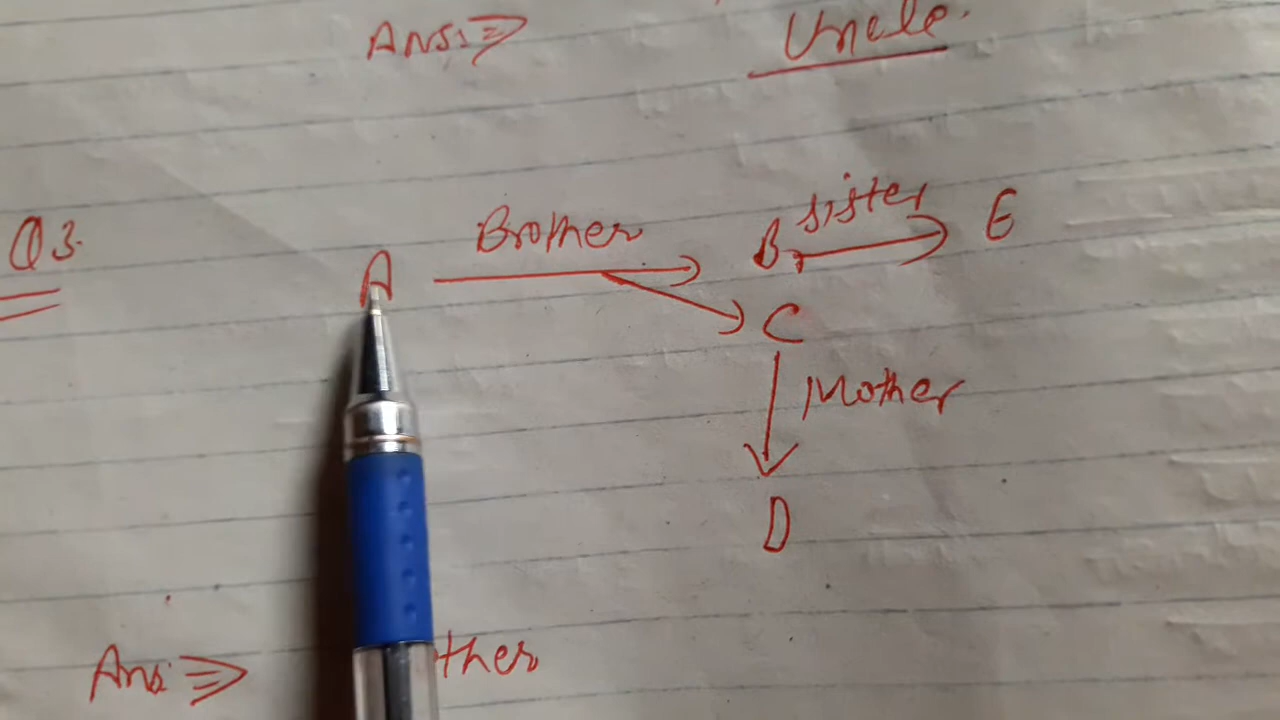 Ans:⇒ Uncle.
Q3.
Brother
sister
A B E
C
Mother
D
Ans:⇒ ther